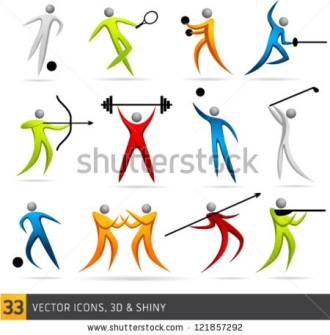 shutterstock
33 VECTOR ICONS, 3D & SHINY
www.shutterstock.com · 121857292